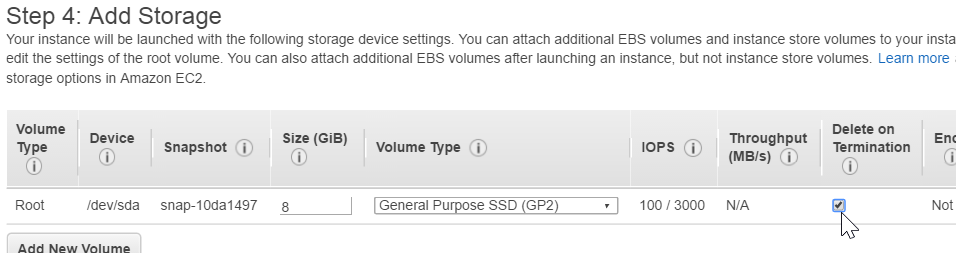 Step 4: Add Storage
Your instance will be launched with the following storage device settings. You can attach additional EBS volumes and instance store volumes to your
edit the settings of the root volume. You can also attach additional EBS volumes after launching an instance, but not instance store volumes. Learn more
storage options in Amazon EC2.
Volume Type Device Snapshot Size (GiB) Volume Type IOPS Throughput (MB/s) Delete on Termination
Root /dev/sda snap-10da1497 8 General Purpose SSD (GP2) 100 / 3000 N/A Not
Add New Volume